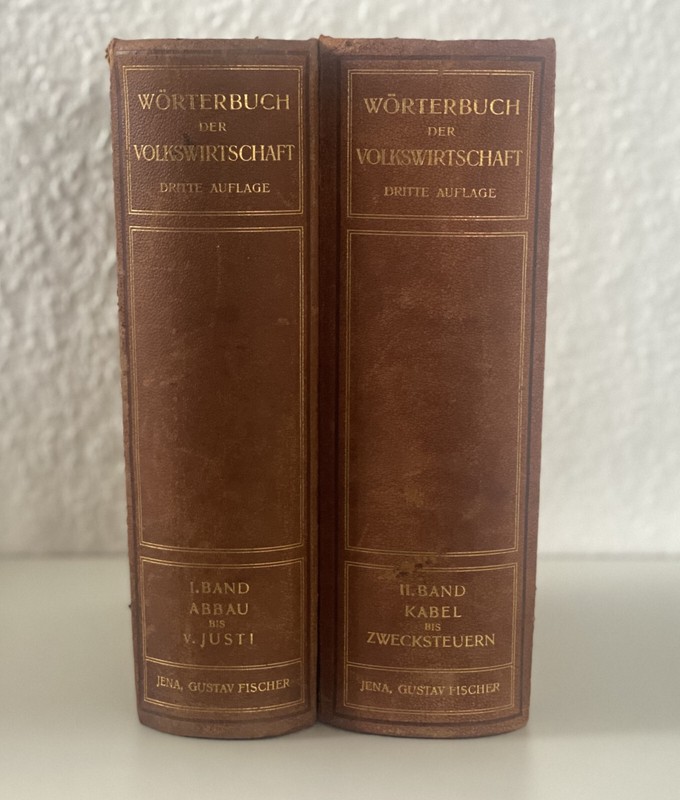 WÖRTERBUCH
DER
VOLKSWIRTSCHAFT
DRITTE AUFLAGE
I. BAND
ABBAU
BIS
V. JUSTI
JENA, GUSTAV FISCHER
WÖRTERBUCH
DER
VOLKSWIRTSCHAFT
DRITTE AUFLAGE
II. BAND
KABEL
BIS
ZWECKSTEUERN
JENA, GUSTAV FISCHER